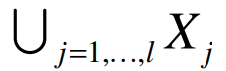 ⋃_{j=1,…,l} X_j